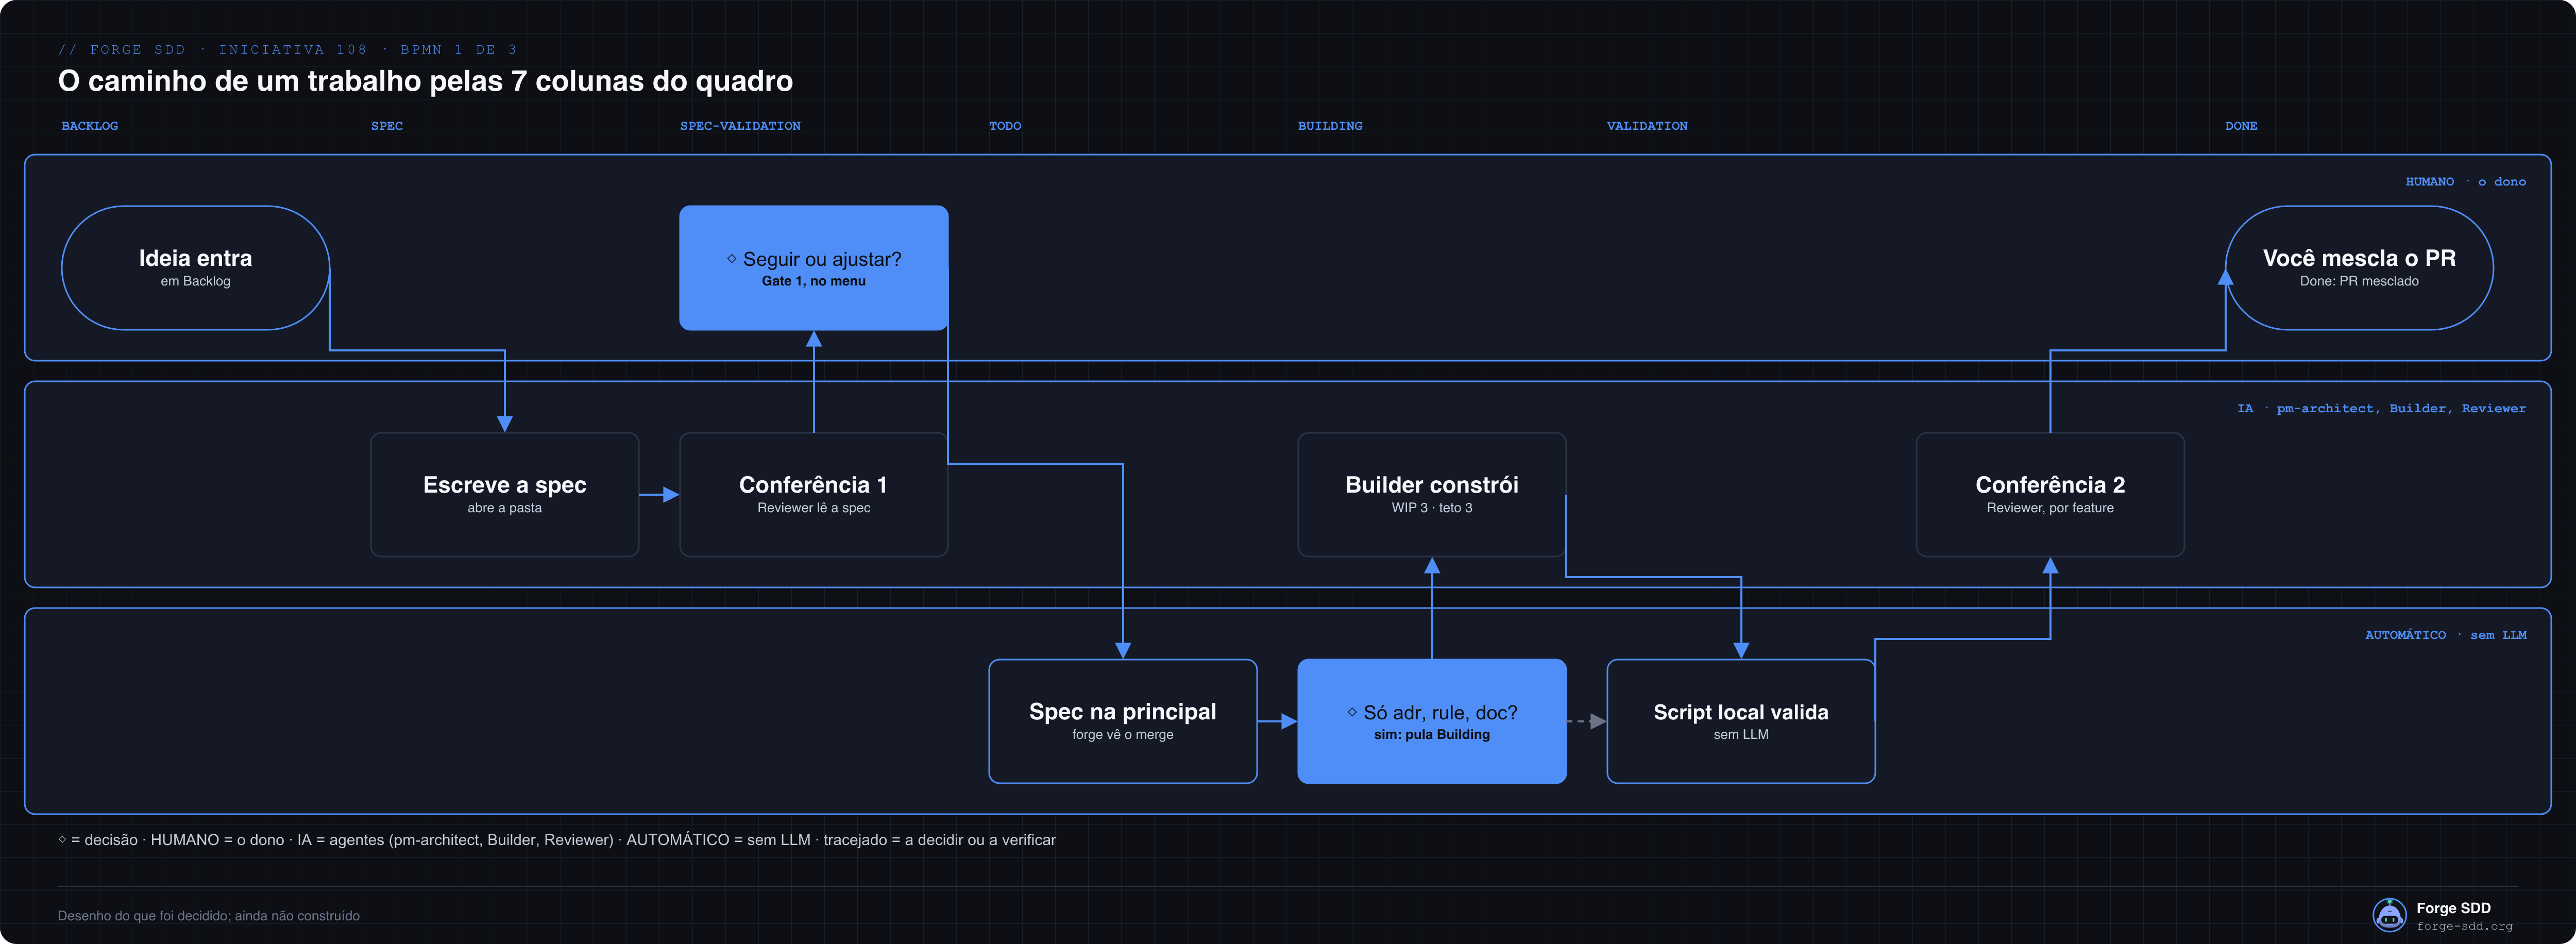 // FORGE SDD · INICIATIVA 108 · BPMN 1 DE 3
O caminho de um trabalho pelas 7 colunas do quadro
BACKLOG
SPEC
SPEC-VALIDATION
TODO
BUILDING
VALIDATION
DONE
HUMANO · o dono
Ideia entra
em Backlog
◇ Seguir ou ajustar?
Gate 1, no menu
Você mescla o PR
Done: PR mesclado
IA · pm-architect, Builder, Reviewer
Escreve a spec
abre a pasta
Conferência 1
Reviewer lê a spec
Builder constrói
WIP 3 · teto 3
Conferência 2
Reviewer, por feature
AUTOMÁTICO · sem LLM
Spec na principal
forge vê o merge
◇ Só adr, rule, doc?
sim: pula Building
Script local valida
sem LLM
◇ = decisão · HUMANO = o dono · IA = agentes (pm-architect, Builder, Reviewer) · AUTOMÁTICO = sem LLM · tracejado = a decidir ou a verificar
Desenho do que foi decidido; ainda não construído
Forge SDD
forge-sdd.org